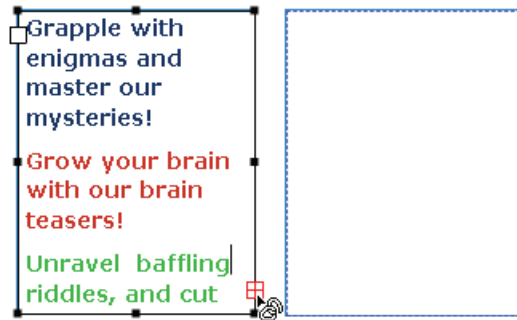 Grapple with
enigmas and
master our
mysteries!
Grow your brain
with our brain
teasers!
Unravel baffling
riddles, and cut